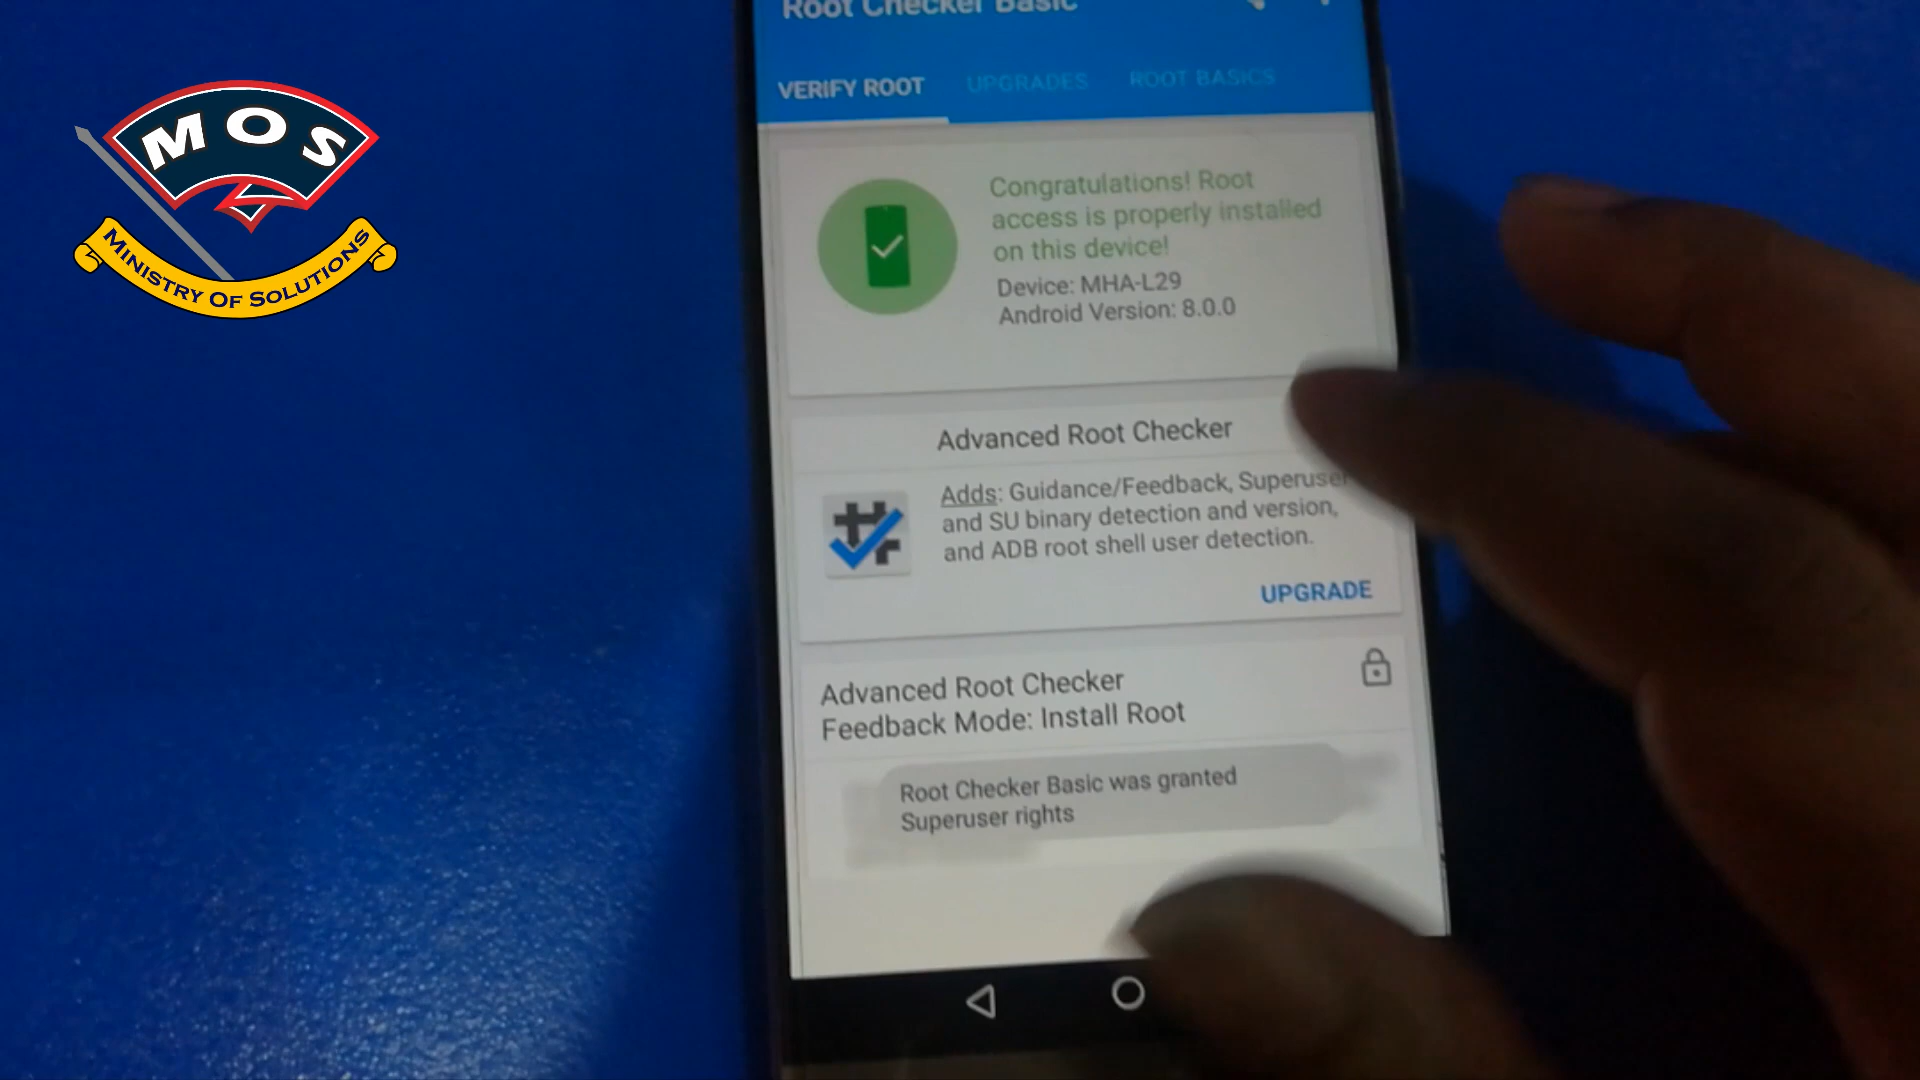 MOS
MINISTRY OF SOLUTIONS
Root Checker Basic
VERIFY ROOT
UPGRADES
ROOT BASICS
Congratulations! Root
access is properly installed
on this device!
Device: MHA-L29
Android Version: 8.0.0
Advanced Root Checker
Adds: Guidance/Feedback, Superuser
and SU binary detection and version,
and ADB root shell user detection.
UPGRADE
Advanced Root Checker
Feedback Mode: Install Root
Root Checker Basic was granted
Superuser rights